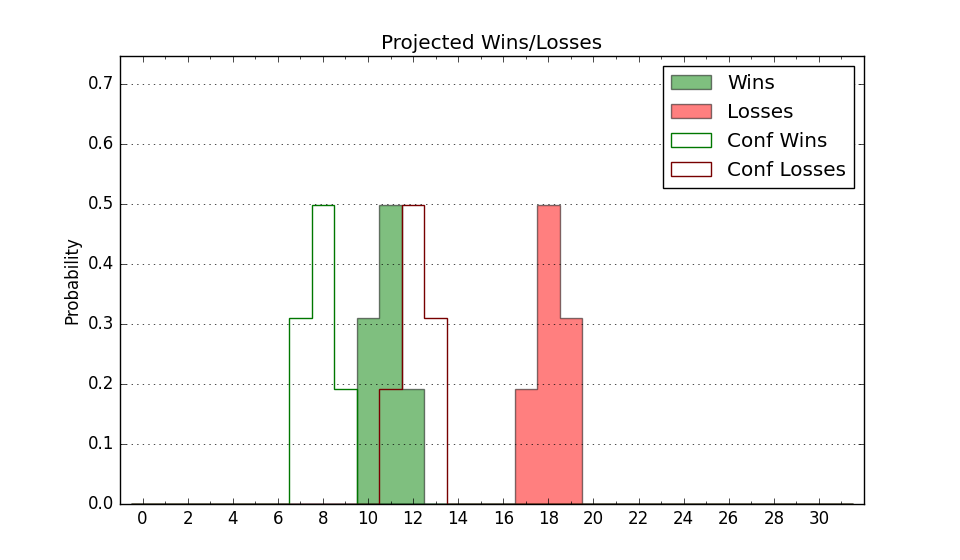 Projected Wins/Losses
Wins
Losses
Conf Wins
Conf Losses
Probability
0.7
0.6
0.5
0.4
0.3
0.2
0.1
0.0
0 2 4 6 8 10 12 14 16 18 20 22 24 26 28 30